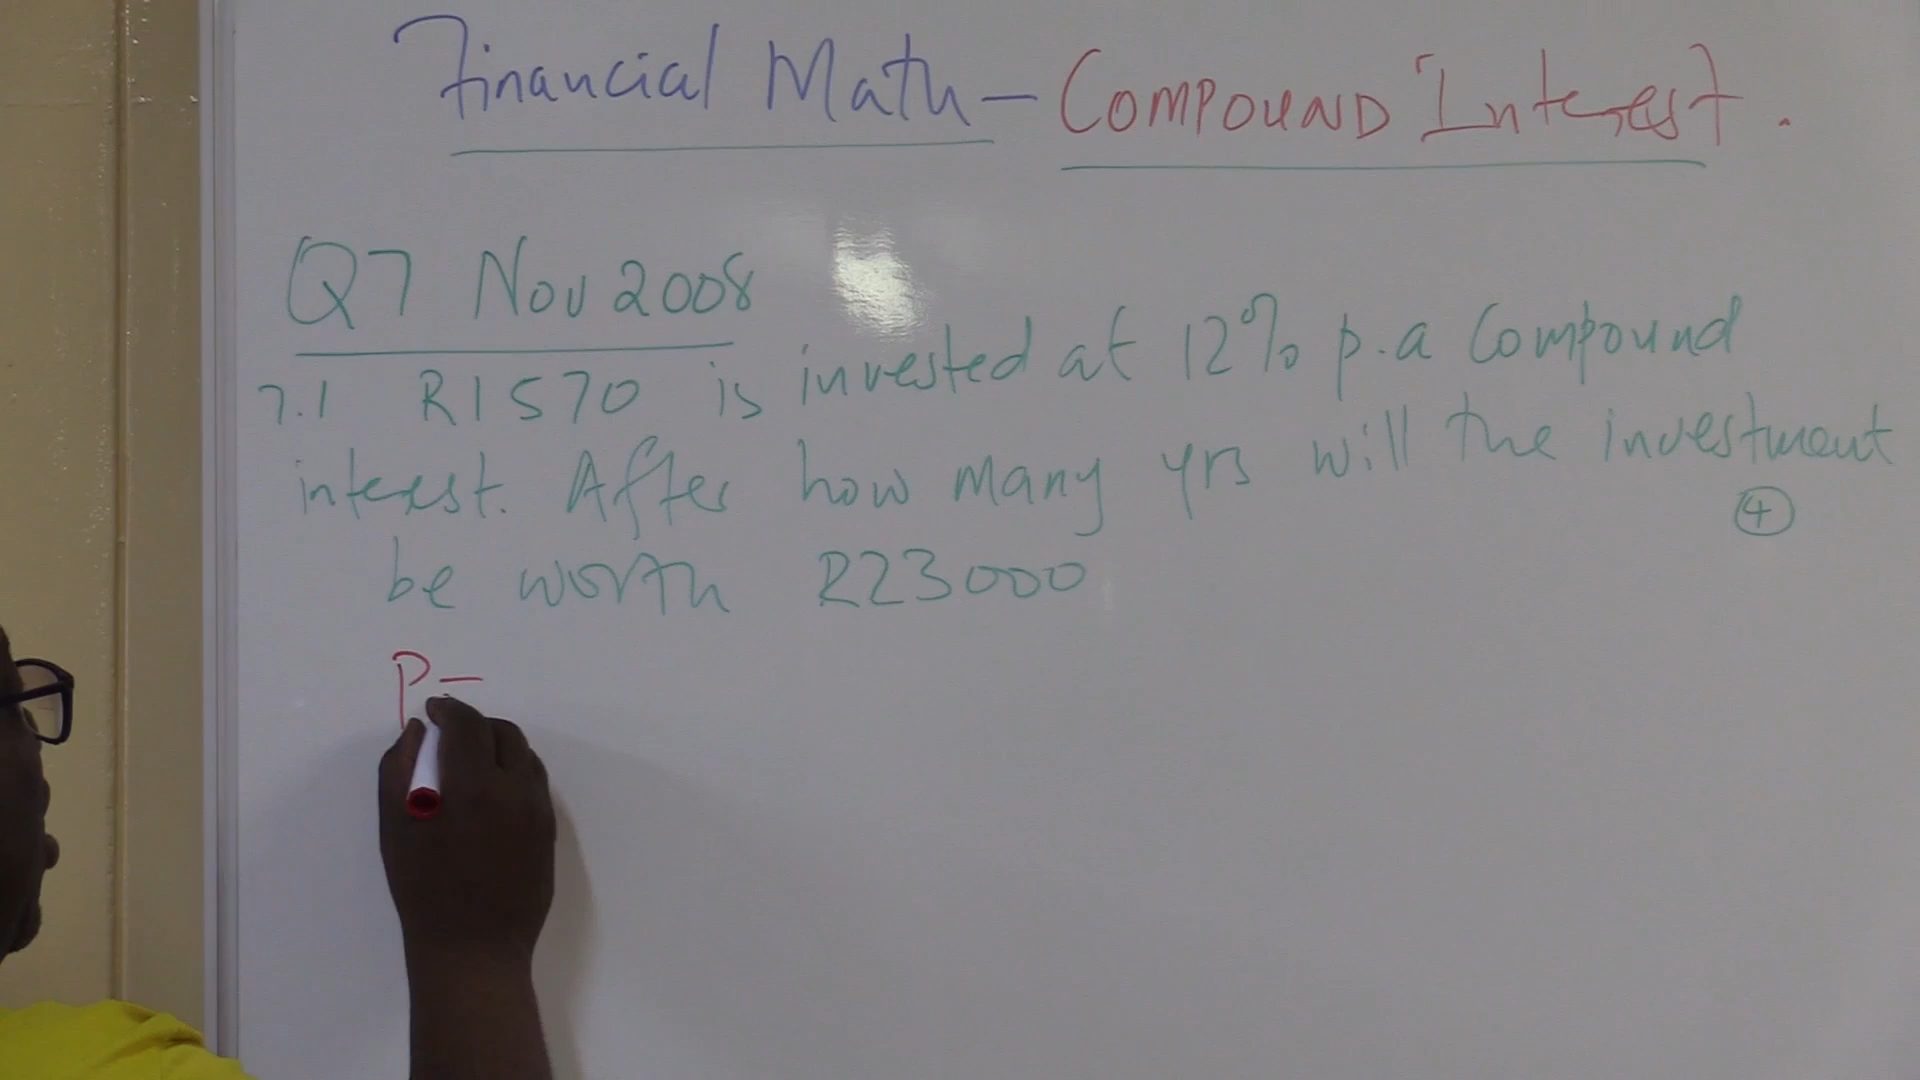 Financial Math - COMPOUND Interest.
Q7 Nov 2008
7.1 R1570 is invested at 12% p.a Compound
interest. After how many yrs will the investment
be worth R23000
4
P=